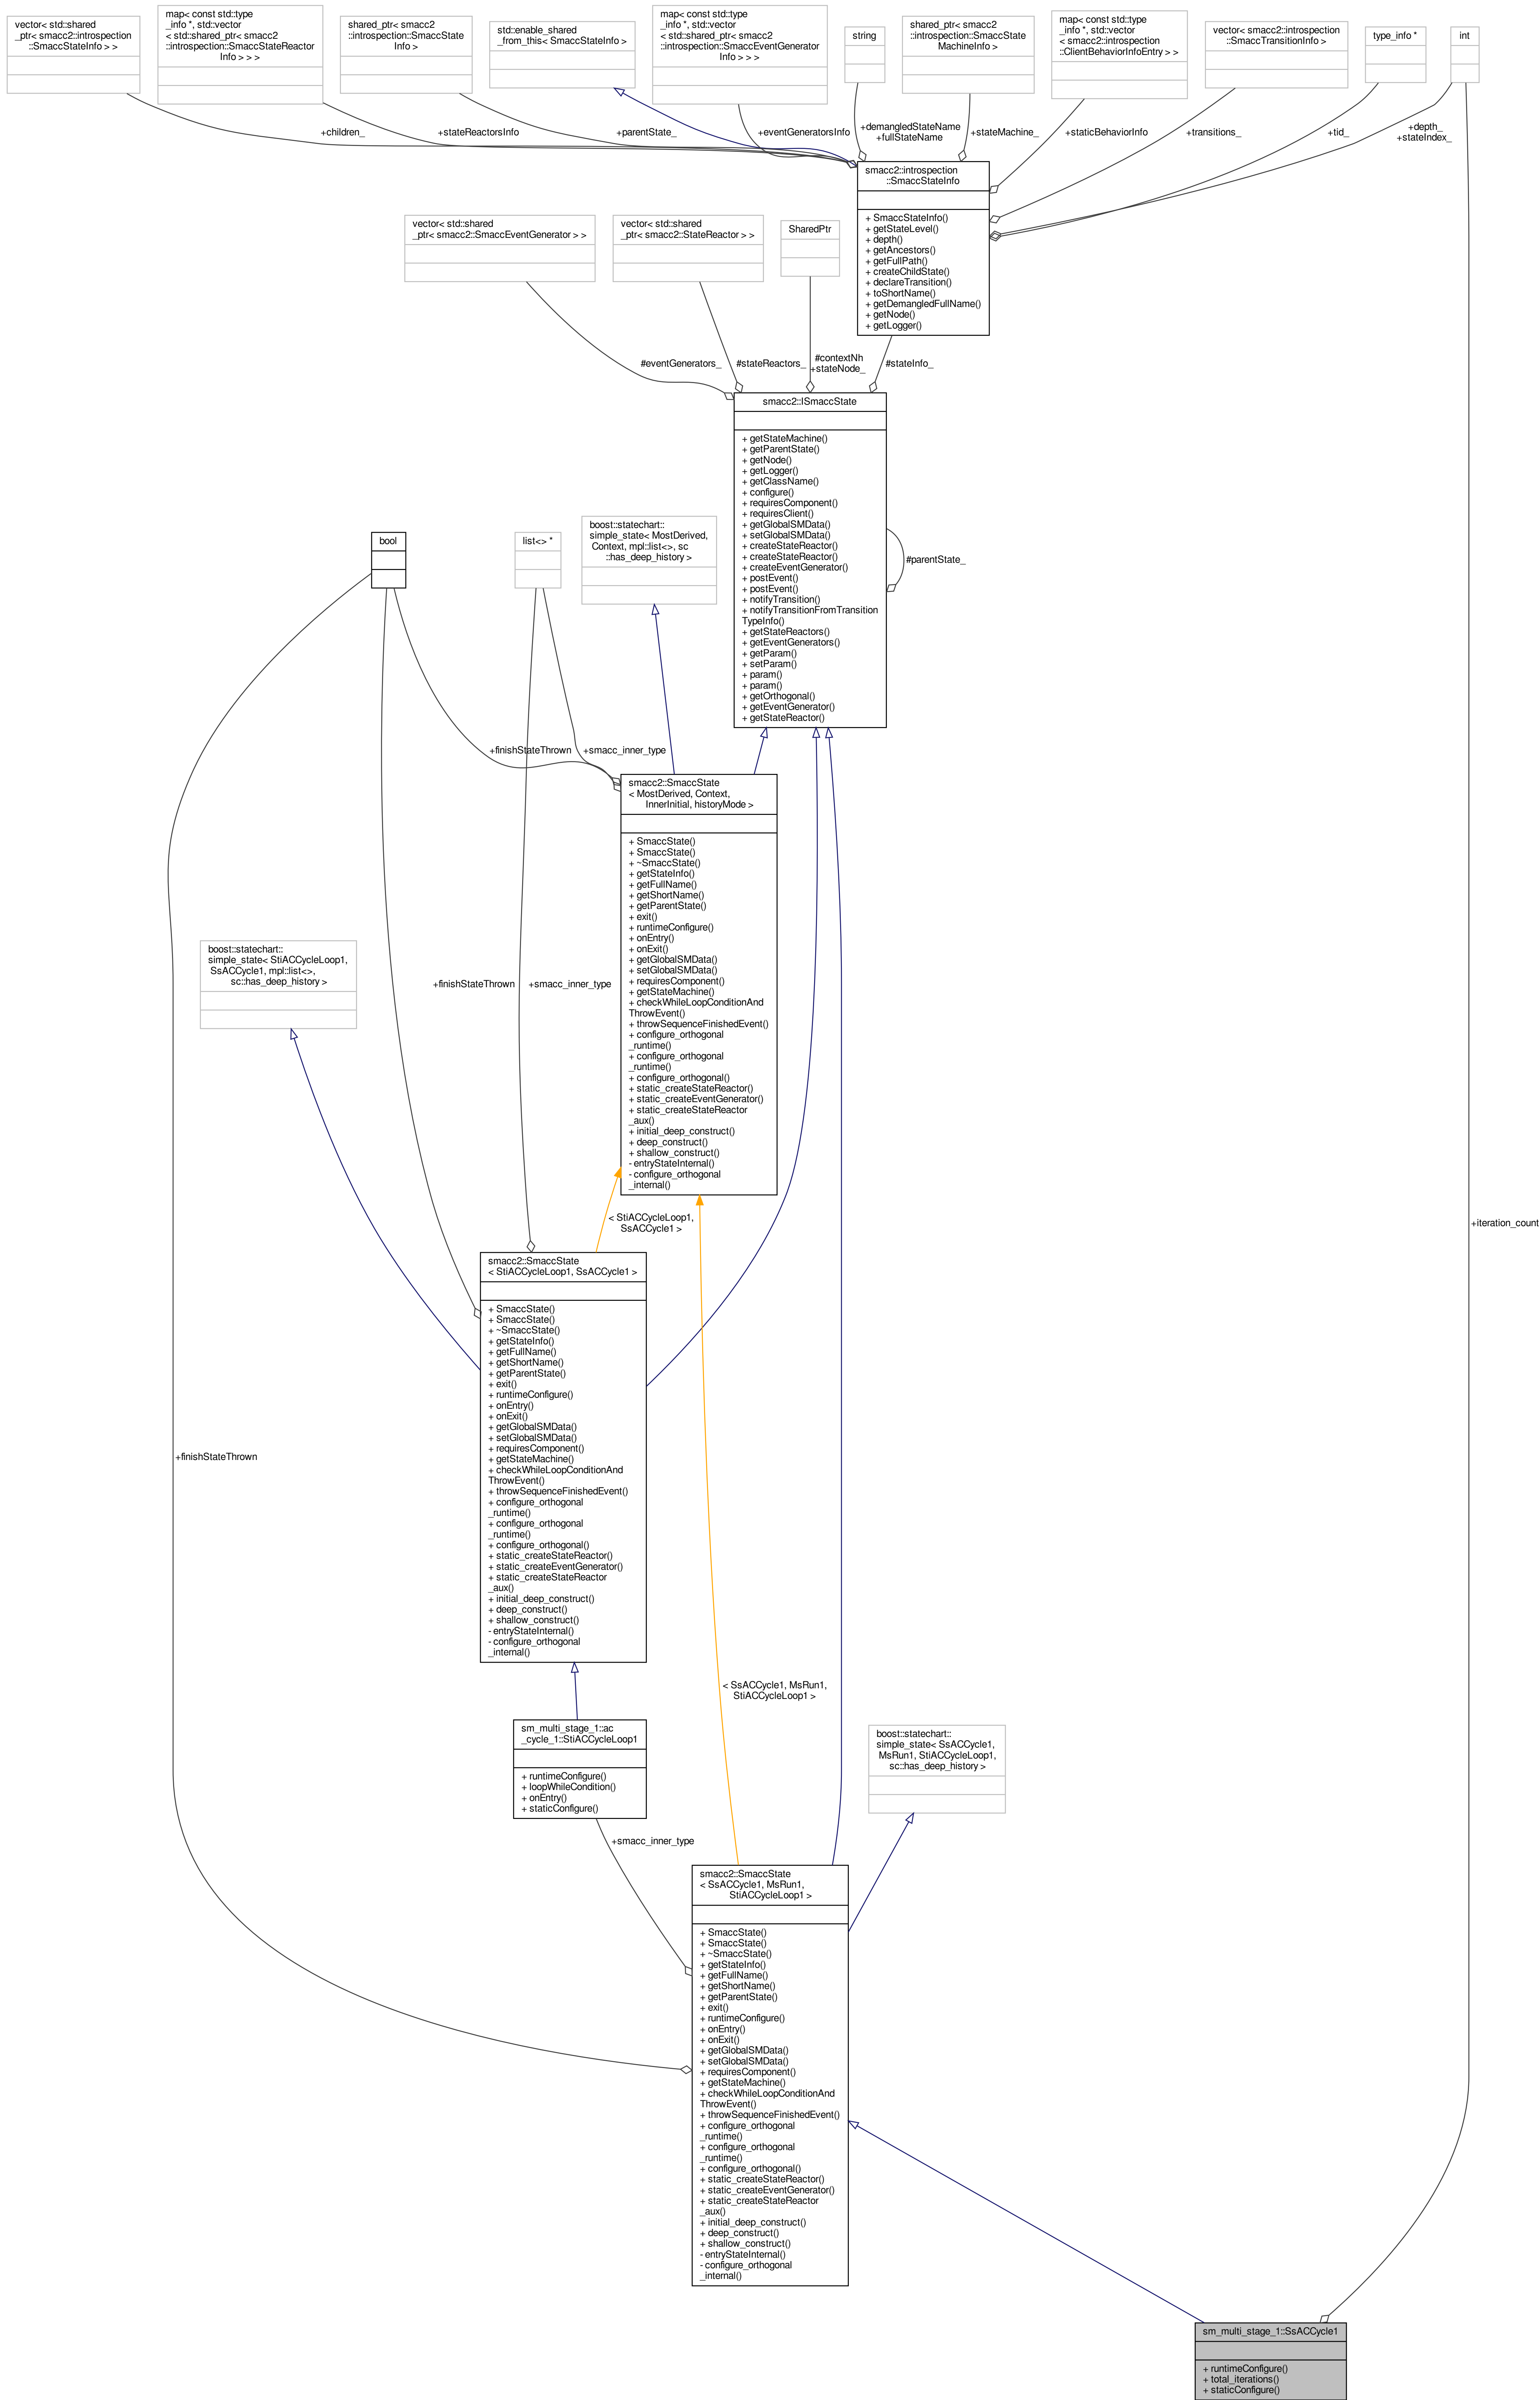 vector< std::shared
_ptr< smacc2::introspection
::SmaccStateInfo > >
map< const std::type
_info *, std::vector
< std::shared_ptr< smacc2
::introspection::SmaccStateReactor
Info > > >
shared_ptr< smacc2
::introspection::SmaccState
Info >
std::enable_shared
_from_this< SmaccStateInfo >
map< const std::type
_info *, std::vector
< std::shared_ptr< smacc2
::introspection::SmaccEventGenerator
Info > > >
string
shared_ptr< smacc2
::introspection::SmaccState
MachineInfo >
map< const std::type
_info *, std::vector
< smacc2::introspection
::ClientBehaviorInfoEntry > >
vector< smacc2::introspection
::SmaccTransitionInfo >
type_info *
int
+children_
+stateReactorsInfo
+parentState_
+eventGeneratorsInfo
+demangledStateName
+fullStateName
+stateMachine_
+staticBehaviorInfo
+transitions_
+tid_
+depth_
+stateIndex_
smacc2::introspection
::SmaccStateInfo
+ SmaccStateInfo()
+ getStateLevel()
+ depth()
+ getAncestors()
+ getFullPath()
+ createChildState()
+ declareTransition()
+ toShortName()
+ getDemangledFullName()
+ getNode()
+ getLogger()
vector< std::shared
_ptr< smacc2::SmaccEventGenerator > >
vector< std::shared
_ptr< smacc2::StateReactor > >
SharedPtr
#eventGenerators_
#stateReactors_
#contextNh
+stateNode_
#stateInfo_
smacc2::ISmaccState
+ getStateMachine()
+ getParentState()
+ getNode()
+ getLogger()
+ getClassName()
+ configure()
+ requiresComponent()
+ requiresClient()
+ getGlobalSMData()
+ setGlobalSMData()
+ createStateReactor()
+ createStateReactor()
+ createEventGenerator()
+ postEvent()
+ postEvent()
+ notifyTransition()
+ notifyTransitionFromTransition
TypeInfo()
+ getStateReactors()
+ getEventGenerators()
+ getParam()
+ setParam()
+ param()
+ param()
+ getOrthogonal()
+ getEventGenerator()
+ getStateReactor()
#parentState_
bool
list<> *
boost::statechart::
simple_state< MostDerived,
Context, mpl::list<>, sc
::has_deep_history >
+finishStateThrown
+smacc_inner_type
smacc2::SmaccState
< MostDerived, Context,
InnerInitial, historyMode >
+ SmaccState()
+ SmaccState()
+ ~SmaccState()
+ getStateInfo()
+ getFullName()
+ getShortName()
+ getParentState()
+ exit()
+ runtimeConfigure()
+ onEntry()
+ onExit()
+ getGlobalSMData()
+ setGlobalSMData()
+ requiresComponent()
+ getStateMachine()
+ checkWhileLoopConditionAnd
ThrowEvent()
+ throwSequenceFinishedEvent()
+ configure_orthogonal
_runtime()
+ configure_orthogonal
_runtime()
+ configure_orthogonal()
+ static_createStateReactor()
+ static_createEventGenerator()
+ static_createStateReactor
_aux()
+ initial_deep_construct()
+ deep_construct()
+ shallow_construct()
- entryStateInternal()
- configure_orthogonal
_internal()
boost::statechart::
simple_state< StiACCycleLoop1,
SsACCycle1, mpl::list<>,
sc::has_deep_history >
+finishStateThrown
+smacc_inner_type
< StiACCycleLoop1,
SsACCycle1 >
+iteration_count
smacc2::SmaccState
< StiACCycleLoop1, SsACCycle1 >
+ SmaccState()
+ SmaccState()
+ ~SmaccState()
+ getStateInfo()
+ getFullName()
+ getShortName()
+ getParentState()
+ exit()
+ runtimeConfigure()
+ onEntry()
+ onExit()
+ getGlobalSMData()
+ setGlobalSMData()
+ requiresComponent()
+ getStateMachine()
+ checkWhileLoopConditionAnd
ThrowEvent()
+ throwSequenceFinishedEvent()
+ configure_orthogonal
_runtime()
+ configure_orthogonal
_runtime()
+ configure_orthogonal()
+ static_createStateReactor()
+ static_createEventGenerator()
+ static_createStateReactor
_aux()
+ initial_deep_construct()
+ deep_construct()
+ shallow_construct()
- entryStateInternal()
- configure_orthogonal
_internal()
+finishStateThrown
< SsACCycle1, MsRun1,
StiACCycleLoop1 >
sm_multi_stage_1::ac
_cycle_1::StiACCycleLoop1
+ runtimeConfigure()
+ loopWhileCondition()
+ onEntry()
+ staticConfigure()
boost::statechart::
simple_state< SsACCycle1,
MsRun1, StiACCycleLoop1,
sc::has_deep_history >
+smacc_inner_type
smacc2::SmaccState
< SsACCycle1, MsRun1,
StiACCycleLoop1 >
+ SmaccState()
+ SmaccState()
+ ~SmaccState()
+ getStateInfo()
+ getFullName()
+ getShortName()
+ getParentState()
+ exit()
+ runtimeConfigure()
+ onEntry()
+ onExit()
+ getGlobalSMData()
+ setGlobalSMData()
+ requiresComponent()
+ getStateMachine()
+ checkWhileLoopConditionAnd
ThrowEvent()
+ throwSequenceFinishedEvent()
+ configure_orthogonal
_runtime()
+ configure_orthogonal
_runtime()
+ configure_orthogonal()
+ static_createStateReactor()
+ static_createEventGenerator()
+ static_createStateReactor
_aux()
+ initial_deep_construct()
+ deep_construct()
+ shallow_construct()
- entryStateInternal()
- configure_orthogonal
_internal()
sm_multi_stage_1::SsACCycle1
+ runtimeConfigure()
+ total_iterations()
+ staticConfigure()